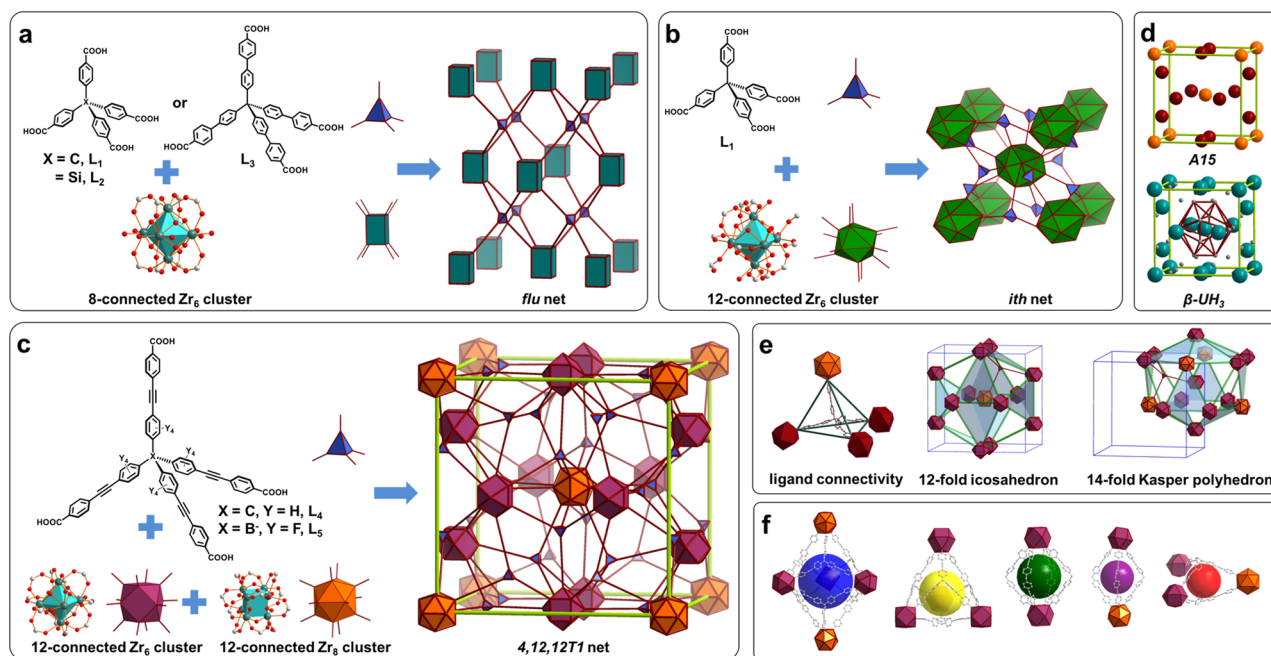 a
COOH
HOOC
X
COOH
COOH
X = C, L1
= Si, L2
or
COOH
HOOC
COOH
COOH
L3
8-connected Zr6 cluster
flu net
b
COOH
HOOC
COOH
COOH
L1
12-connected Zr6 cluster
ith net
d
A15
β-UH3
c
COOH
Y4
Y4
X
Y4
Y4
COOH
HOOC
COOH
X = C, Y = H, L4
X = B-, Y = F, L5
12-connected Zr6 cluster
12-connected Zr8 cluster
4,12,12T1 net
e
ligand connectivity
12-fold icosahedron
14-fold Kasper polyhedron
f